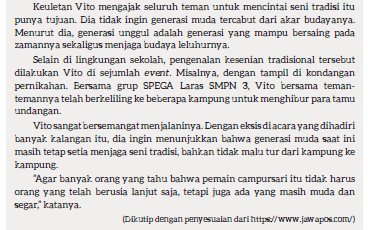 Keuletan Vito mengajak seluruh teman untuk mencintai seni tradisi itu
punya tujuan. Dia tidak ingin generasi muda tercabut dari akar budayanya.
Menurut dia, generasi unggul adalah generasi yang mampu bersaing pada
zamannya sekaligus menjaga budaya leluhurnya.
Selain di lingkungan sekolah, pengenalan kesenian tradisional tersebut
dilakukan Vito di sejumlah event. Misalnya, dengan tampil di kondangan
pernikahan. Bersama grup SPEGA Laras SMPN 3, Vito bersama teman-
temannya telah berkeliling ke beberapa kampung untuk menghibur para tamu
undangan.
Vito sangat bersemangat menjalaninya. Dengan eksis di acara yang dihadiri
banyak kalangan itu, dia ingin menunjukkan bahwa generasi muda saat ini
masih tetap setia menjaga seni tradisi, bahkan tidak malu tur dari kampung ke
kampung.
"Agar banyak orang yang tahu bahwa pemain campursari itu tidak harus
orang yang telah berusia lanjut saja, tetapi juga ada yang masih muda dan
segar," katanya.
(Dikutip dengan penyesuaian dari https://www.jawapos.com/)